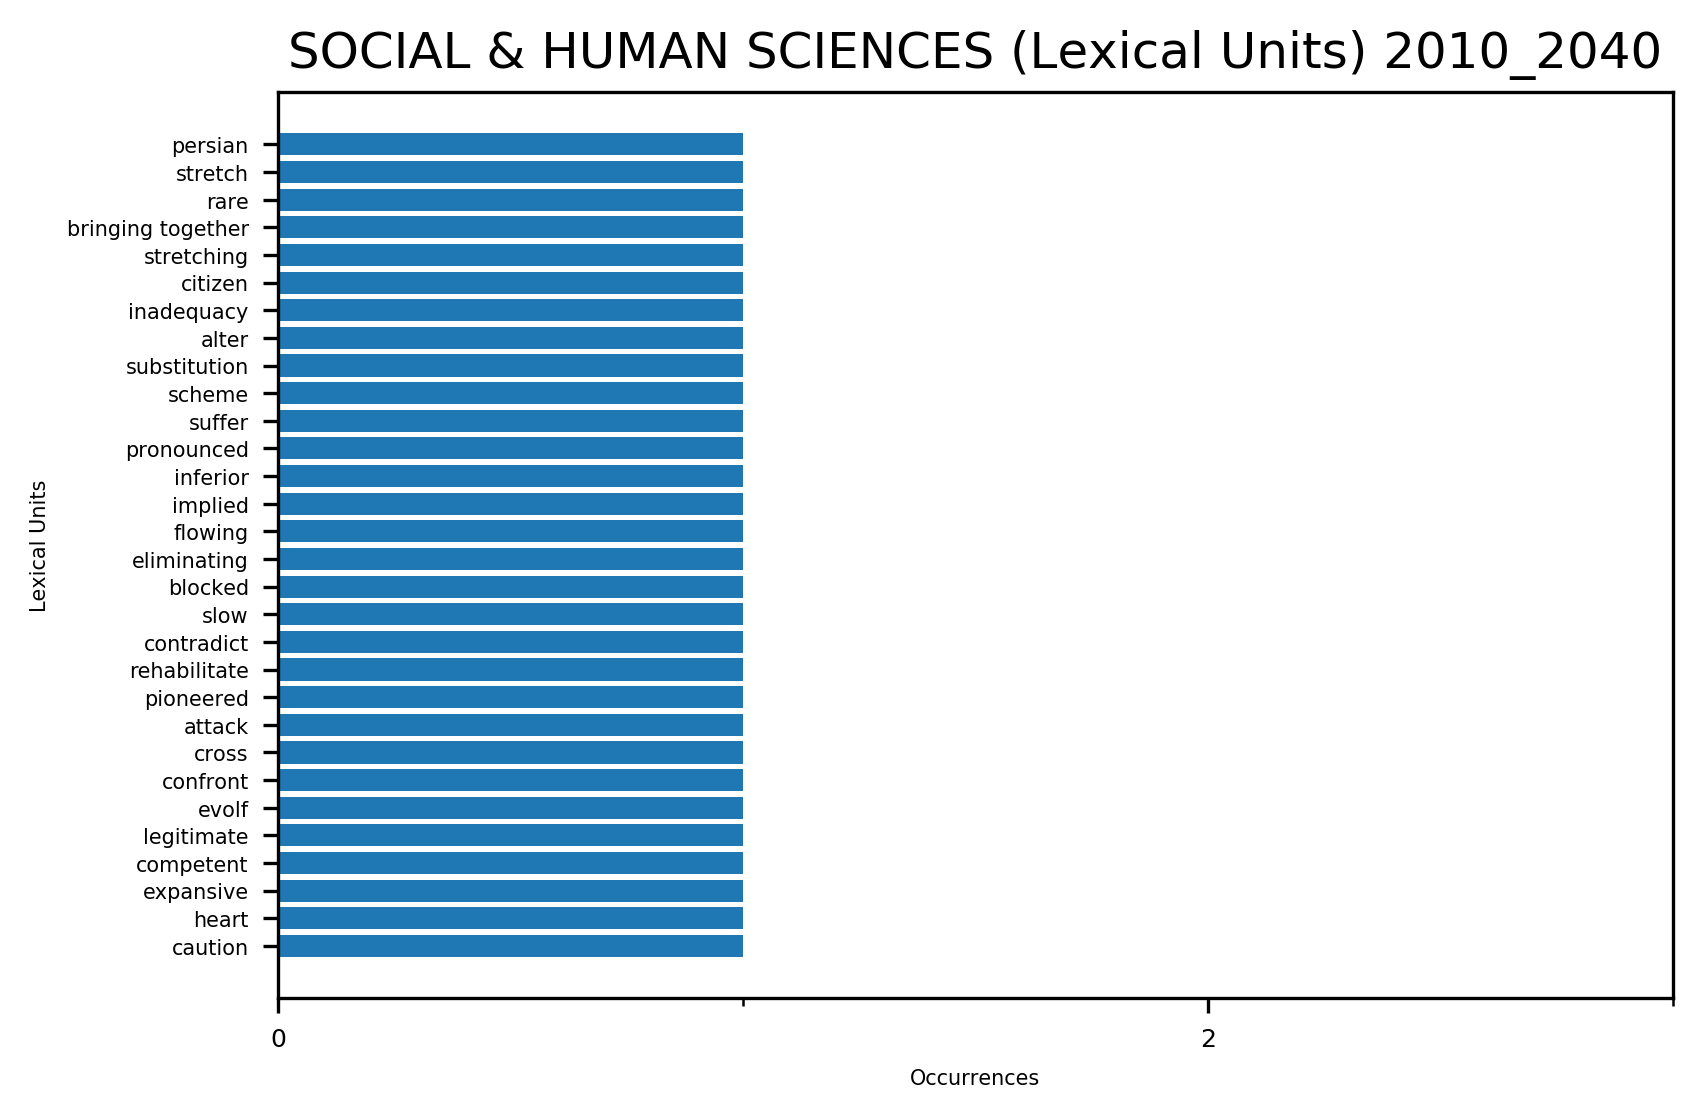 SOCIAL & HUMAN SCIENCES (Lexical Units) 2010_2040
persian
stretch
rare
bringing together
stretching
citizen
inadequacy
alter
substitution
scheme
suffer
pronounced
inferior
implied
flowing
eliminating
blocked
slow
contradict
rehabilitate
pioneered
attack
cross
confront
evolf
legitimate
competent
expansive
heart
caution
Lexical Units
0
2
Occurrences